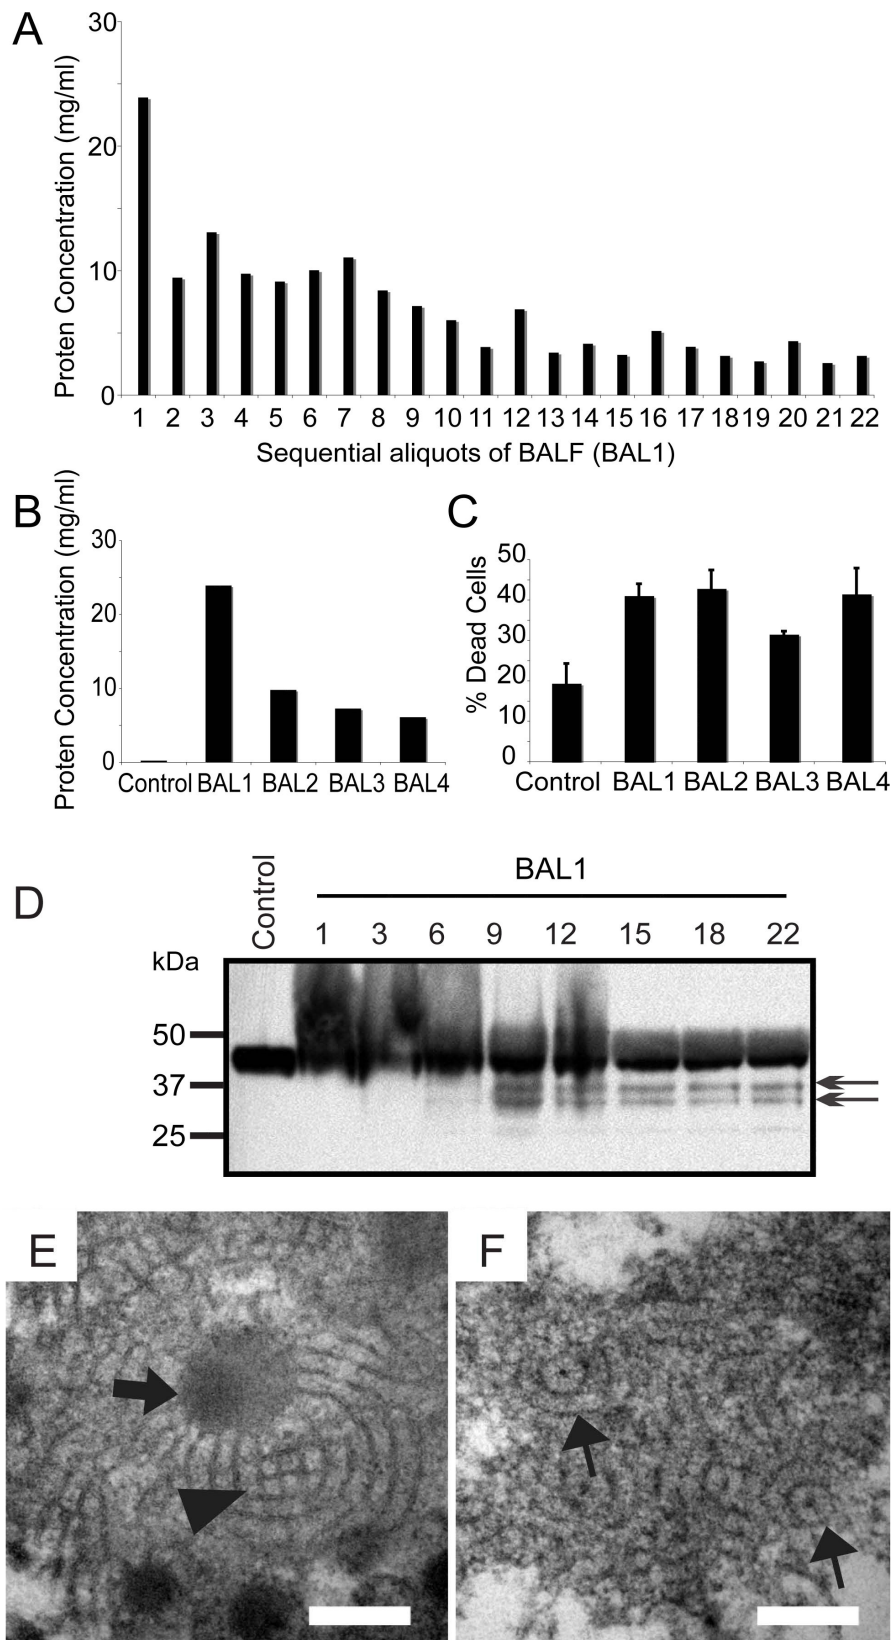 A
Proten Concentration (mg/ml)
30
20
10
0
1 2 3 4 5 6 7 8 9 10 11 12 13 14 15 16 17 18 19 20 21 22
Sequential aliquots of BALF (BAL1)
B
Proten Concentration (mg/ml)
30
20
10
0
Control BAL1 BAL2 BAL3 BAL4
C
% Dead Cells
50
40
30
20
10
0
Control BAL1 BAL2 BAL3 BAL4
D
Control
BAL1
1 3 6 9 12 15 18 22
kDa
50
37
25
E
F